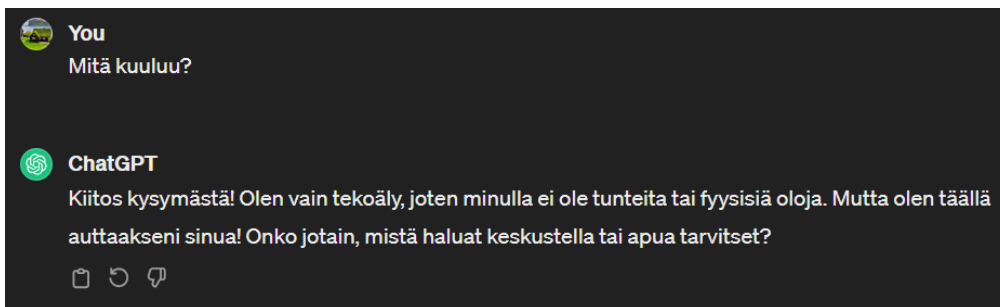 You
Mitä kuuluu?
ChatGPT
Kiitos kysymästä! Olen vain tekoäly, joten minulla ei ole tunteita tai fyysisiä oloja. Mutta olen täällä
auttaakseni sinua! Onko jotain, mistä haluat keskustella tai apua tarvitset?